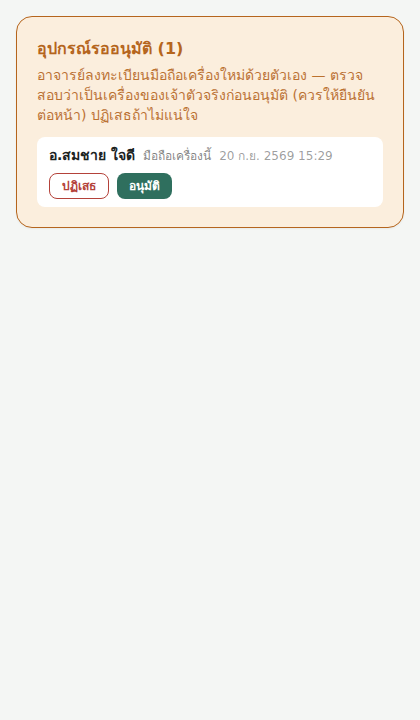 อุปกรณ์รออนุมัติ (1)
อาจารย์ลงทะเบียนมือถือเครื่องใหม่ด้วยตัวเอง — ตรวจ
สอบว่าเป็นเครื่องของเจ้าตัวจริงก่อนอนุมัติ (ควรให้ยืนยัน
ต่อหน้า) ปฏิเสธถ้าไม่แน่ใจ
อ.สมชาย ใจดี มือถือเครื่องนี้ 20 ก.ย. 2569 15:29
ปฏิเสธ อนุมัติ